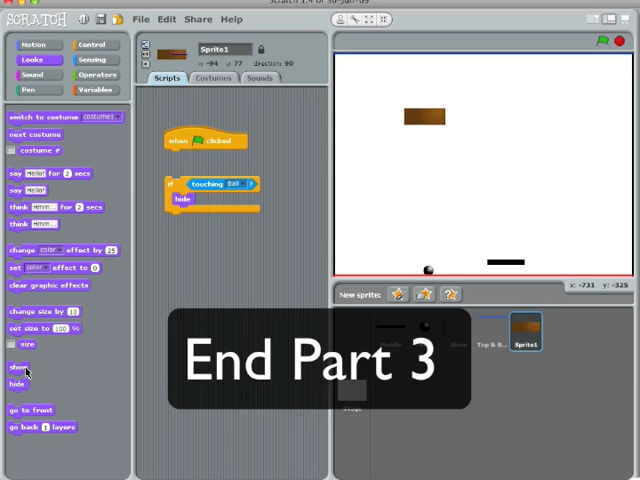 Scratch 1.4 of 30-Jun-09
SCRATCH File Edit Share Help
Motion Control
Looks Sensing
Sound Operators
Pen Variables
Sprite1
x: -94 y: 77 direction: 90
Scripts Costumes Sounds
switch to costume costume1
next costume
costume #
say Hello! for 2 secs
say Hello!
think Hmm... for 2 secs
think Hmm...
change color effect by 25
set color effect to 0
clear graphic effects
change size by 10
set size to 100 %
size
show
hide
go to front
go back 1 layers
when clicked
if touching Ball ?
hide
x: -731 y: -325
New sprite:
Paddle Sides Top & B... Sprite1
Stage
End Part 3